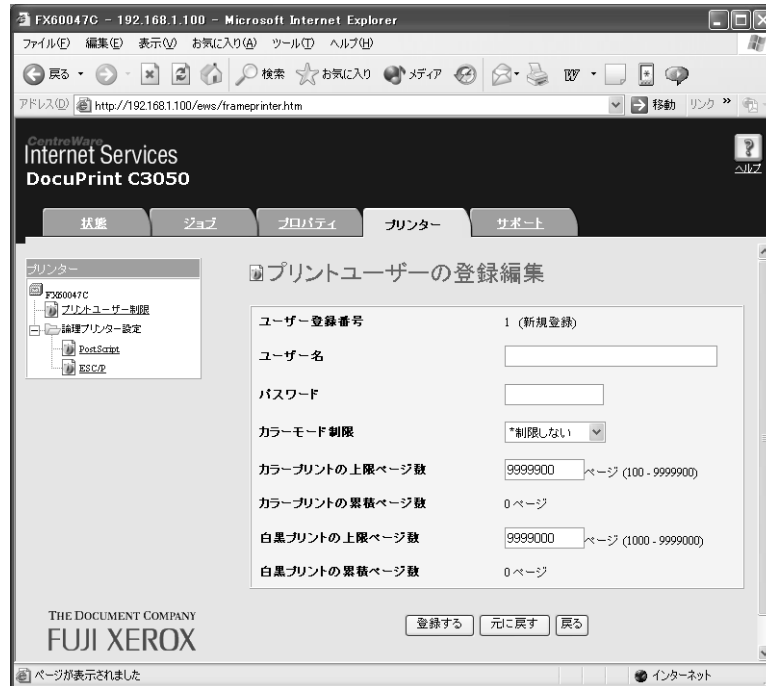 FX60047C - 192.168.1.100 - Microsoft Internet Explorer
ファイル(F) 編集(E) 表示(V) お気に入り(A) ツール(T) ヘルプ(H)
戻る 検索 お気に入り メディア
アドレス(D) http://192.168.1.100/ews/frameprinter.htm 移動 リンク »
CentreWare
Internet Services
DocuPrint C3050
ヘルプ
状態 ジョブ プロパティ プリンター サポート
プリンター
FX60047C
プリントユーザー制限
論理プリンター設定
PostScript
ESC/P
プリントユーザーの登録編集
ユーザー登録番号 1 (新規登録)
ユーザー名
パスワード
カラーモード制限 *制限しない
カラープリントの上限ページ数 9999900 ページ (100 - 9999900)
カラープリントの累積ページ数 0 ページ
白黒プリントの上限ページ数 9999000 ページ (1000 - 9999000)
白黒プリントの累積ページ数 0 ページ
登録する 元に戻す 戻る
THE DOCUMENT COMPANY
FUJI XEROX
ページが表示されました インターネット